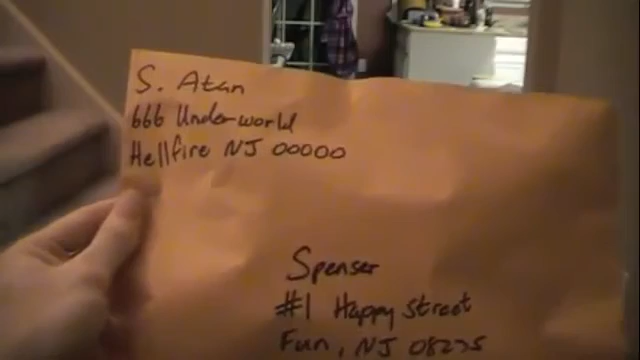 S. Atan
666 Underworld
Hellfire NJ 00000
Spenser
#1 Happy Street
Fun, NJ 08235